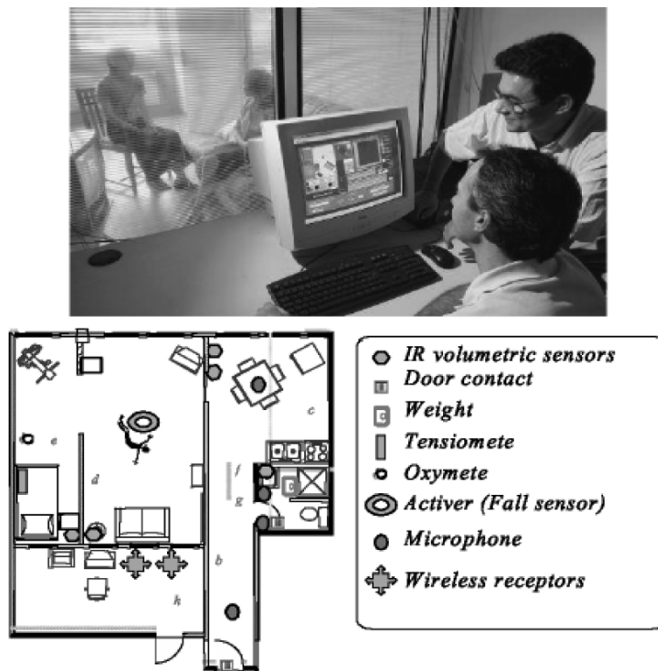 IR volumetric sensors
Door contact
Weight
Tensiomete
Oxymete
Activer (Fall sensor)
Microphone
Wireless receptors
c
e
f
d
g
b
h